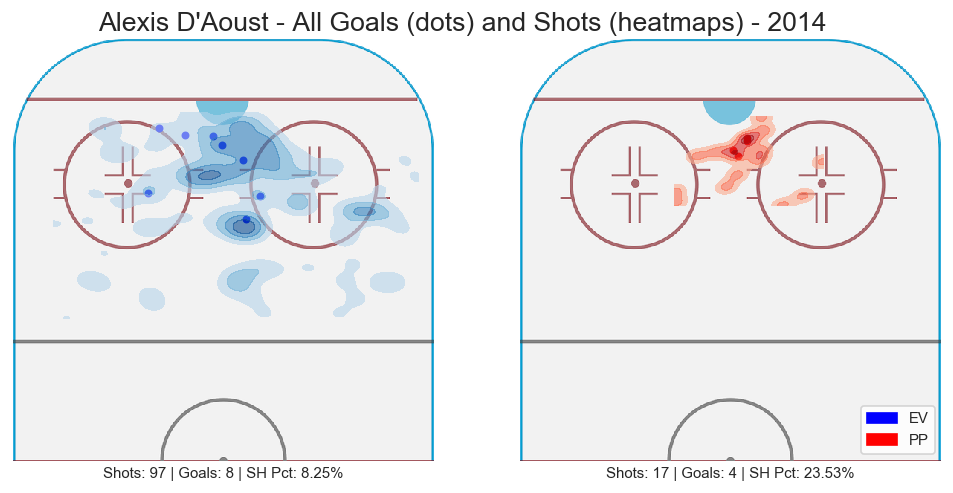 Alexis D'Aoust - All Goals (dots) and Shots (heatmaps) - 2014
EV
PP
Shots: 97 | Goals: 8 | SH Pct: 8.25%
Shots: 17 | Goals: 4 | SH Pct: 23.53%